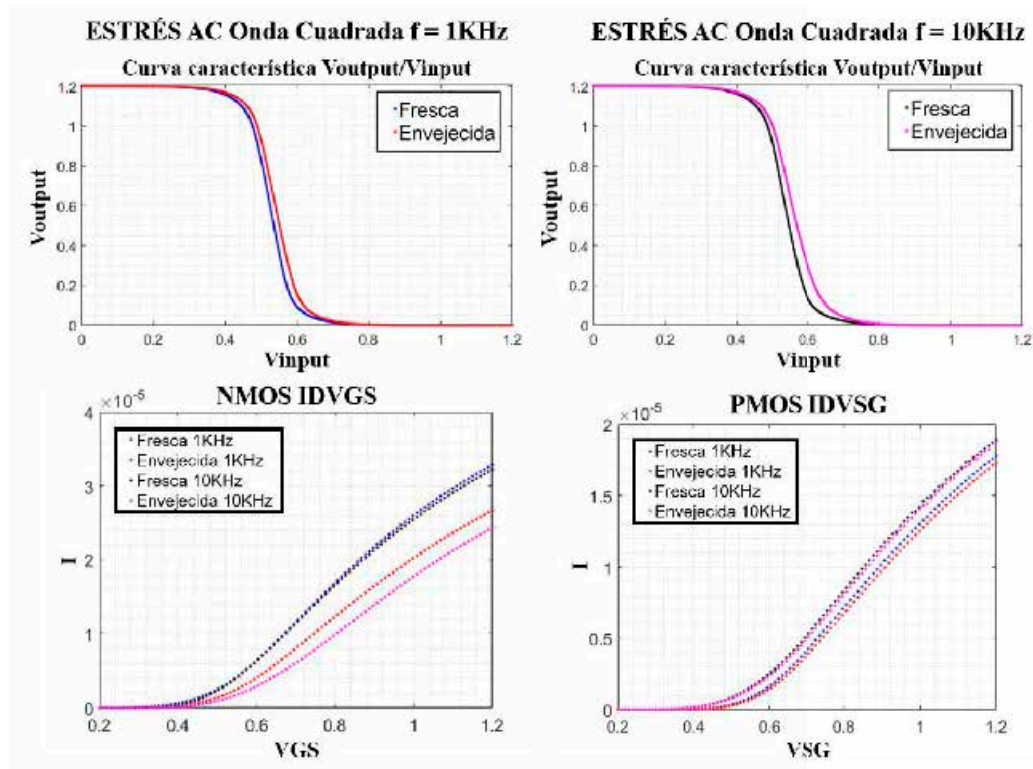 ESTRÉS AC Onda Cuadrada f = 1KHz
Curva característica Voutput/Vinput
Voutput
1.2
1
0.8
0.6
0.4
0.2
0
Fresca
Envejecida
0 0.2 0.4 0.6 0.8 1 1.2
Vinput
ESTRÉS AC Onda Cuadrada f = 10KHz
Curva característica Voutput/Vinput
Voutput
1.2
1
0.8
0.6
0.4
0.2
0
Fresca
Envejecida
0 0.2 0.4 0.6 0.8 1 1.2
Vinput
NMOS IDVGS
×10⁻⁵
I
4
3
2
1
0
Fresca 1KHz
Envejecida 1KHz
Fresca 10KHz
Envejecida 10KHz
0.2 0.4 0.6 0.8 1 1.2
VGS
PMOS IDVSG
×10⁻⁵
I
2
1.5
1
0.5
0
Fresca 1KHz
Envejecida 1KHz
Fresca 10KHz
Envejecida 10KHz
0.2 0.4 0.6 0.8 1 1.2
VSG